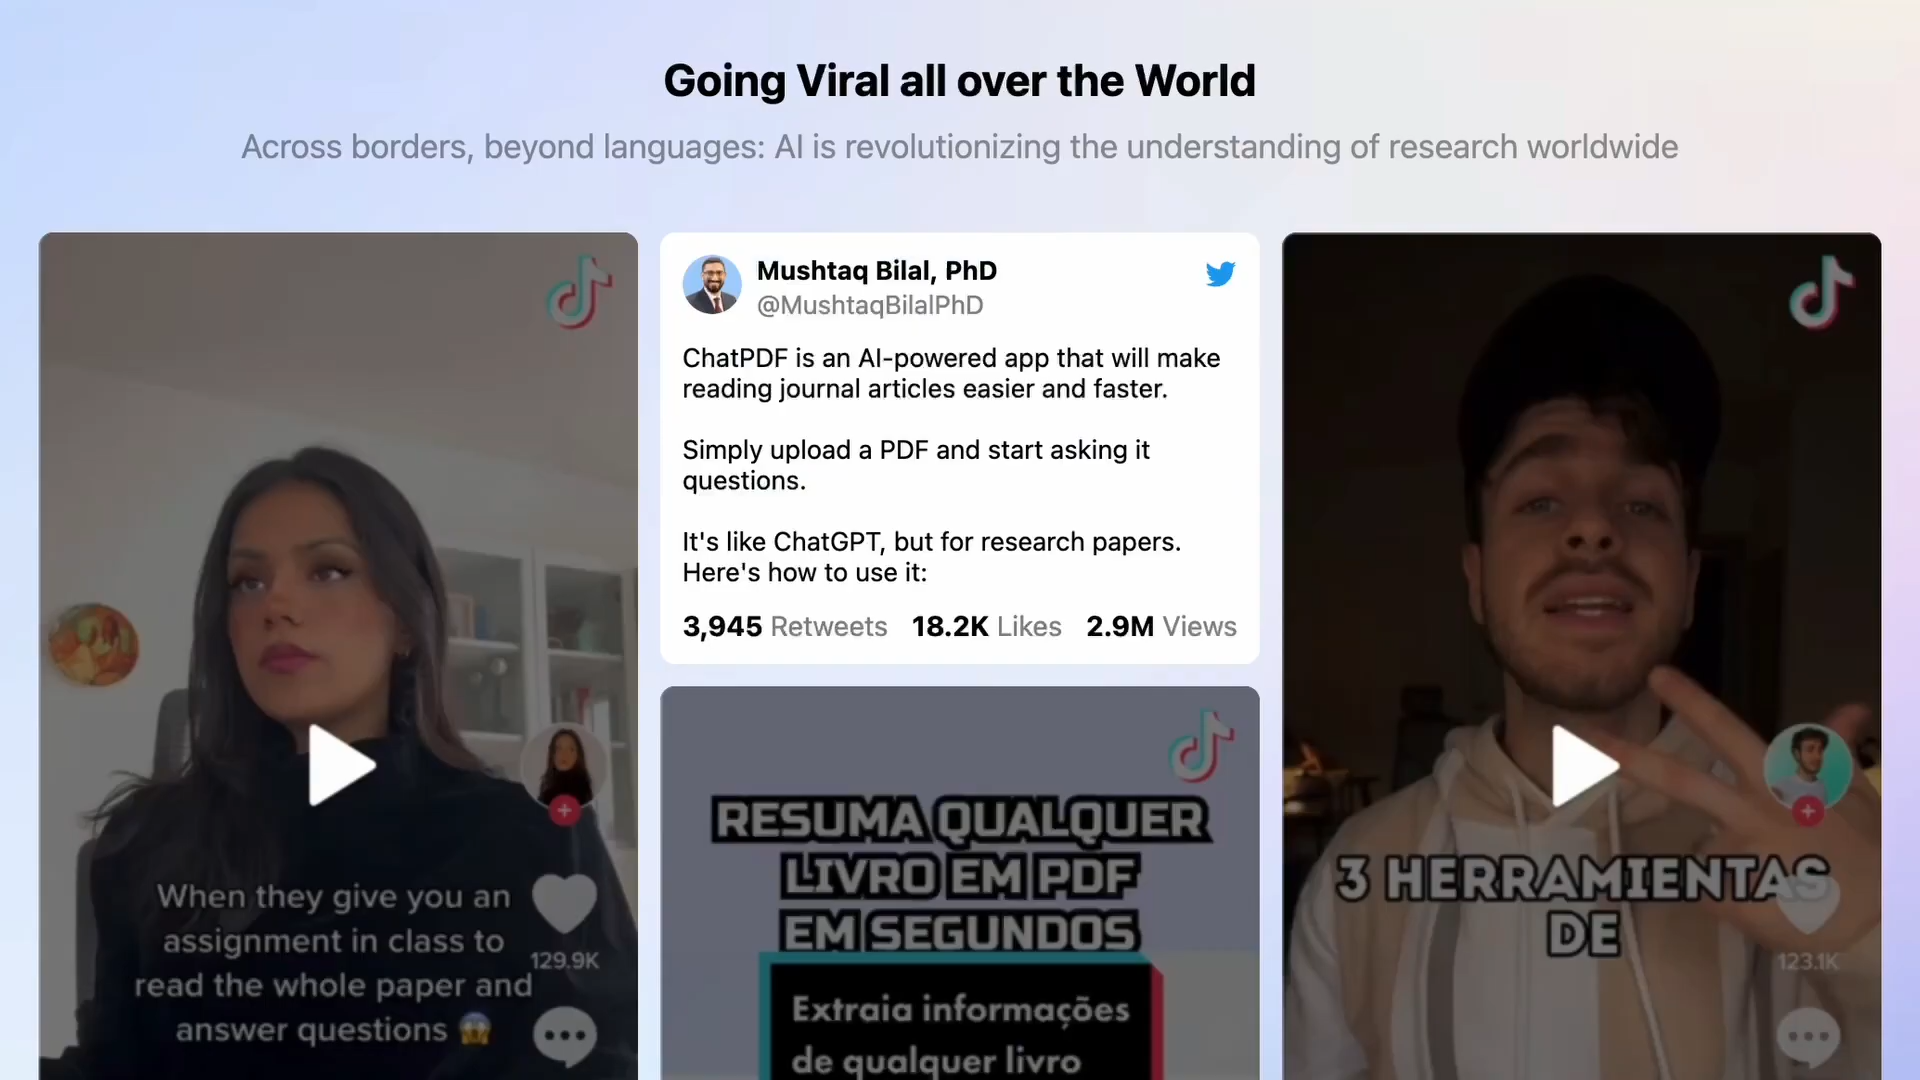 Going Viral all over the World
Across borders, beyond languages: AI is revolutionizing the understanding of research worldwide
When they give you an
assignment in class to
read the whole paper and
answer questions 😱
129.9K
Mushtaq Bilal, PhD
@MushtaqBilalPhD
ChatPDF is an AI-powered app that will make
reading journal articles easier and faster.
Simply upload a PDF and start asking it
questions.
It's like ChatGPT, but for research papers.
Here's how to use it:
3,945 Retweets 18.2K Likes 2.9M Views
RESUMA QUALQUER
LIVRO EM PDF
EM SEGUNDOS
Extraia informações
de qualquer livro
3 HERRAMIENTAS
DE
123.1K